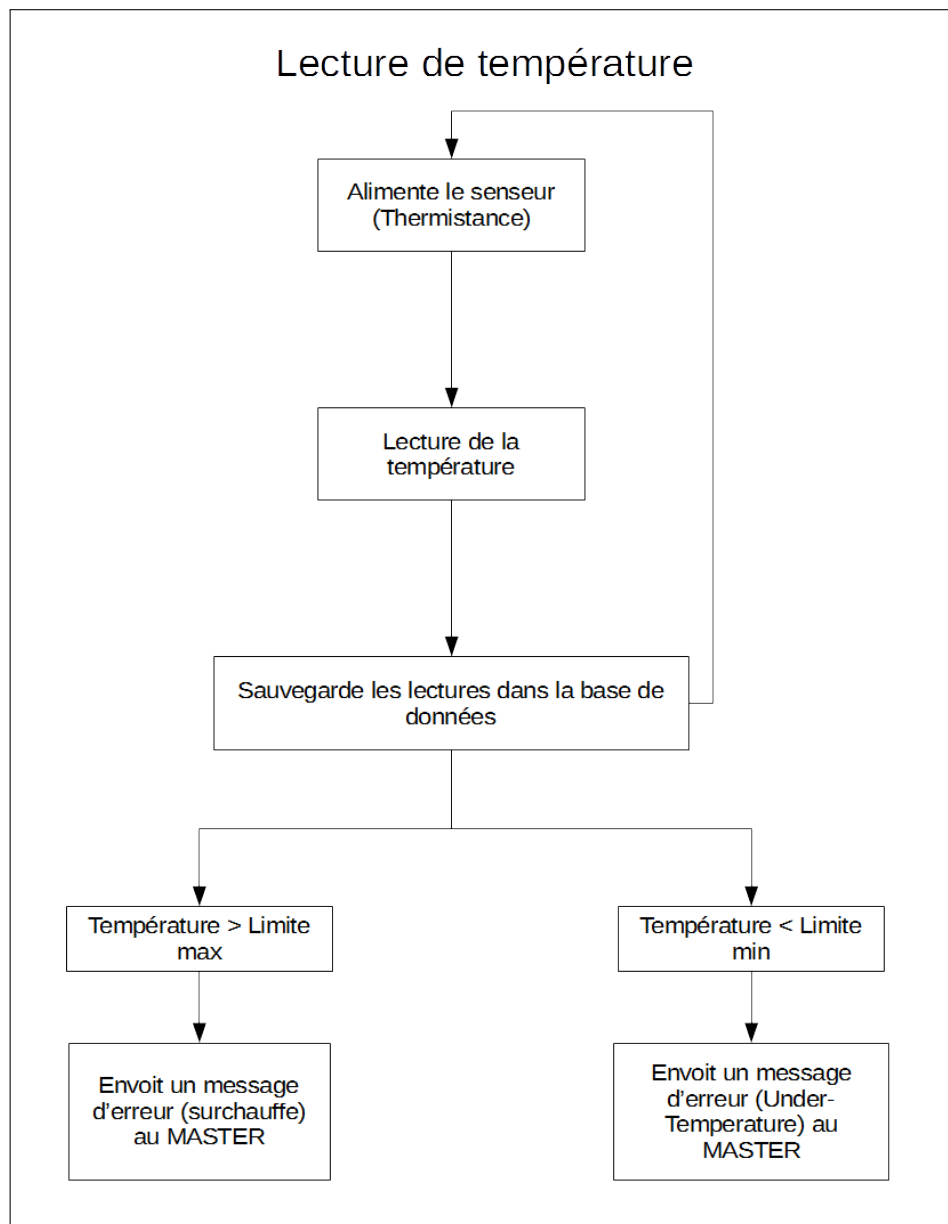 Lecture de température
Alimente le senseur
(Thermistance)
Lecture de la
température
Sauvegarde les lectures dans la base de
données
Température > Limite
max
Température < Limite
min
Envoit un message
d’erreur (surchauffe)
au MASTER
Envoit un message
d’erreur (Under-
Temperature) au
MASTER